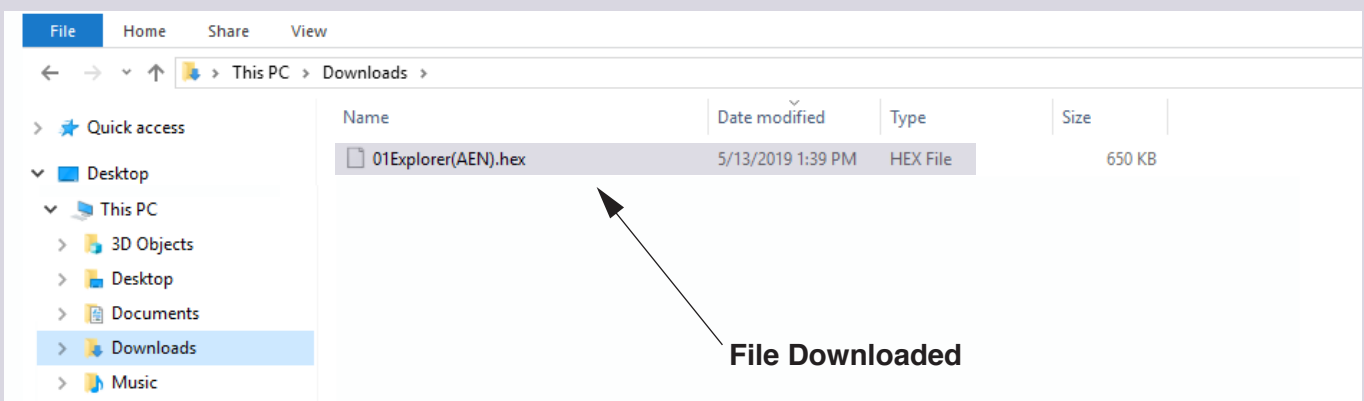 File Home Share View
This PC > Downloads >
Name Date modified Type Size
Quick access
01Explorer(AEN).hex 5/13/2019 1:39 PM HEX File 650 KB
Desktop
This PC
3D Objects
Desktop
Documents
Downloads
File Downloaded
Music